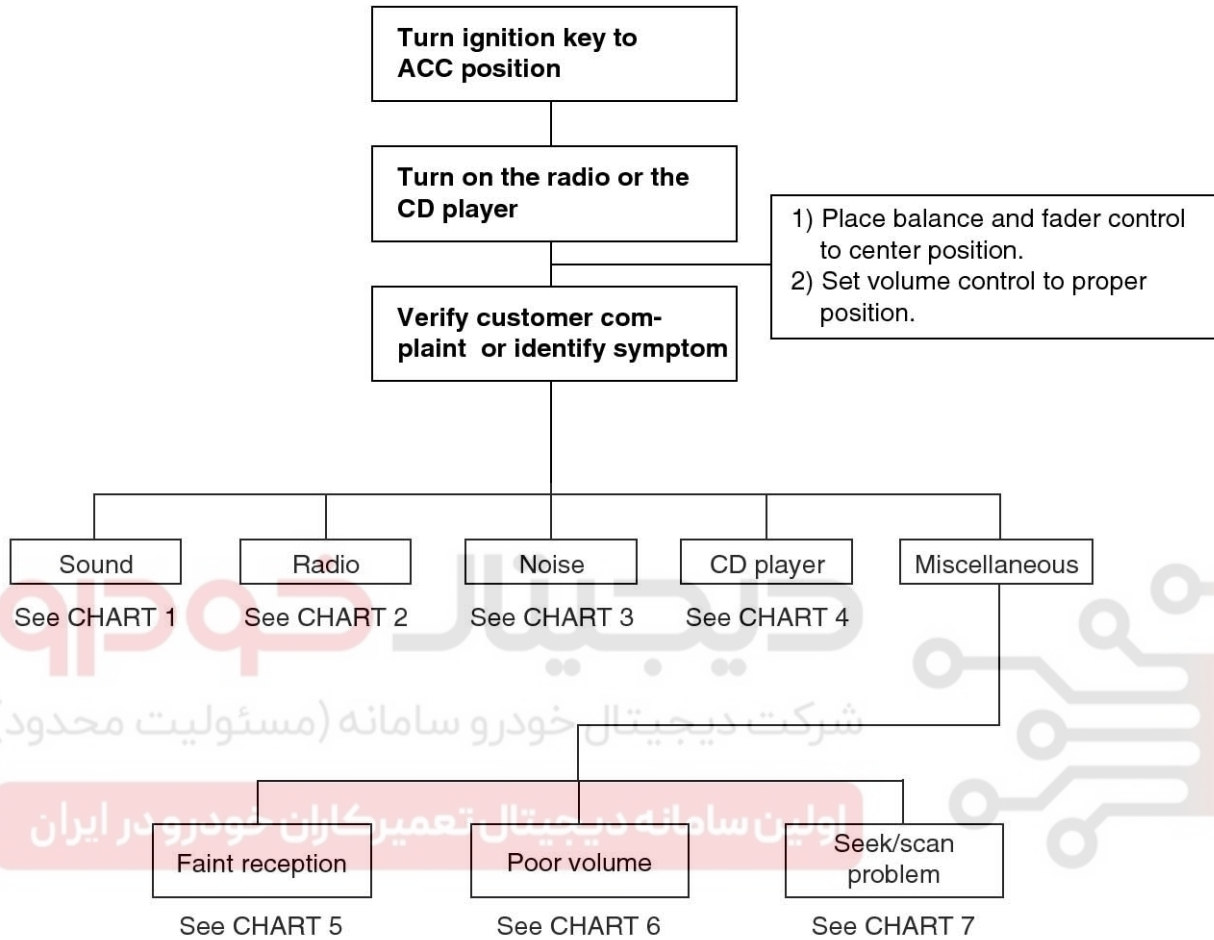 Turn ignition key to
ACC position
Turn on the radio or the
CD player
1) Place balance and fader control
to center position.
2) Set volume control to proper
position.
Verify customer com-
plaint or identify symptom
Sound
Radio
Noise
CD player
Miscellaneous
See CHART 1
See CHART 2
See CHART 3
See CHART 4
دیجیتال خودرو
شرکت دیجیتال خودرو سامانه (مسئولیت محدود)
اولین سامانه دیجیتال تعمیرکاران خودرو در ایران
Faint reception
Poor volume
Seek/scan
problem
See CHART 5
See CHART 6
See CHART 7